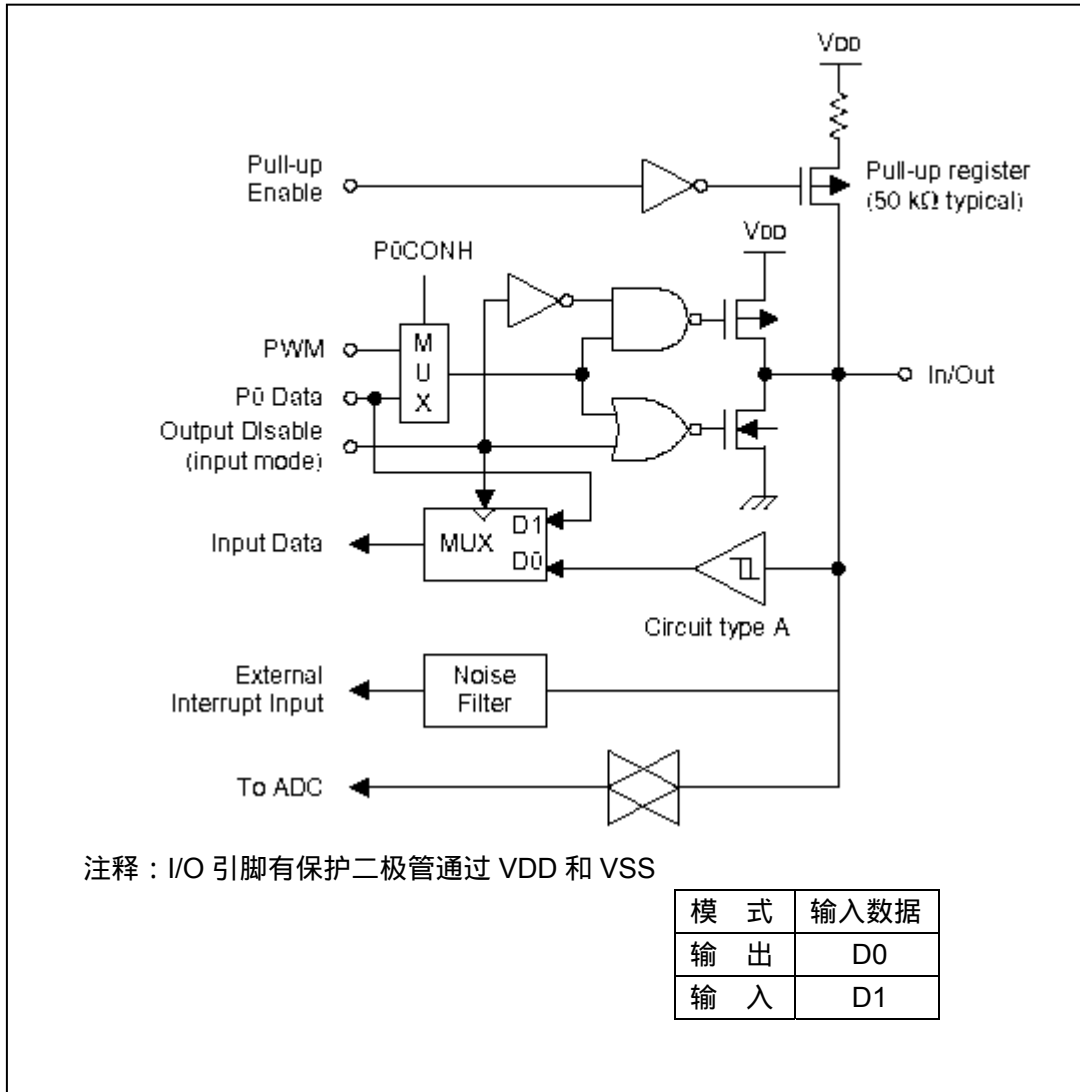 VDD
Pull-up
Enable
Pull-up register
(50 kΩ typical)
VDD
P0CONH
PWM
M
U
X
P0 Data
In/Out
Output Disable
(input mode)
Input Data
MUX
D1
D0
Circuit type A
External
Interrupt Input
Noise
Filter
To ADC
注释：I/O 引脚有保护二极管通过 VDD 和 VSS
模 式 输入数据
输 出 D0
输 入 D1